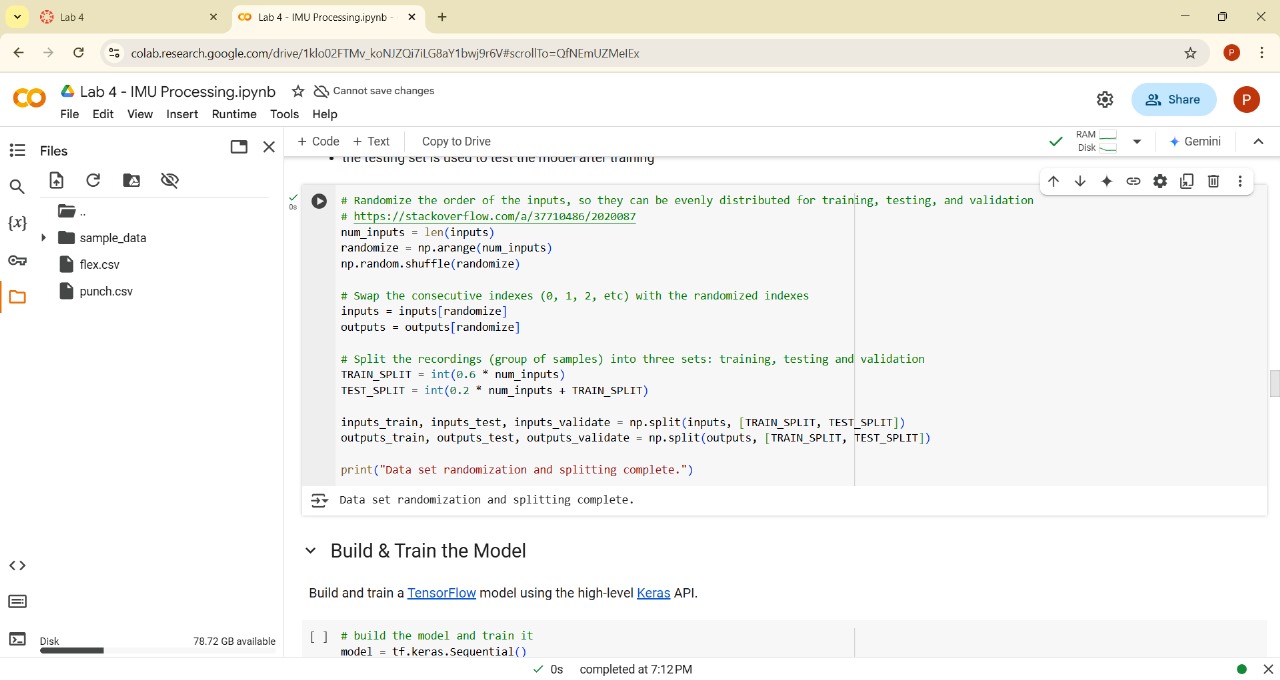 Lab 4
Lab 4 - IMU Processing.ipynb -
colab.research.google.com/drive/1klo02FTMv_koNJZQi7iLG8aY1bwj9r6V#scrollTo=QfNEmUZMeIEx
P
Lab 4 - IMU Processing.ipynb
Cannot save changes
Share
P
File Edit View Insert Runtime Tools Help
Files
+ Code + Text Copy to Drive
RAM
Disk
Gemini
the testing set is used to test the model after training
..
sample_data
flex.csv
punch.csv
0s
# Randomize the order of the inputs, so they can be evenly distributed for training, testing, and validation
# https://stackoverflow.com/a/37710486/2020087
num_inputs = len(inputs)
randomize = np.arange(num_inputs)
np.random.shuffle(randomize)
# Swap the consecutive indexes (0, 1, 2, etc) with the randomized indexes
inputs = inputs[randomize]
outputs = outputs[randomize]
# Split the recordings (group of samples) into three sets: training, testing and validation
TRAIN_SPLIT = int(0.6 * num_inputs)
TEST_SPLIT = int(0.2 * num_inputs + TRAIN_SPLIT)
inputs_train, inputs_test, inputs_validate = np.split(inputs, [TRAIN_SPLIT, TEST_SPLIT])
outputs_train, outputs_test, outputs_validate = np.split(outputs, [TRAIN_SPLIT, TEST_SPLIT])
print("Data set randomization and splitting complete.")
Data set randomization and splitting complete.
Build & Train the Model
Build and train a TensorFlow model using the high-level Keras API.
[ ] # build the model and train it
model = tf.keras.Sequential()
Disk 78.72 GB available
0s completed at 7:12 PM